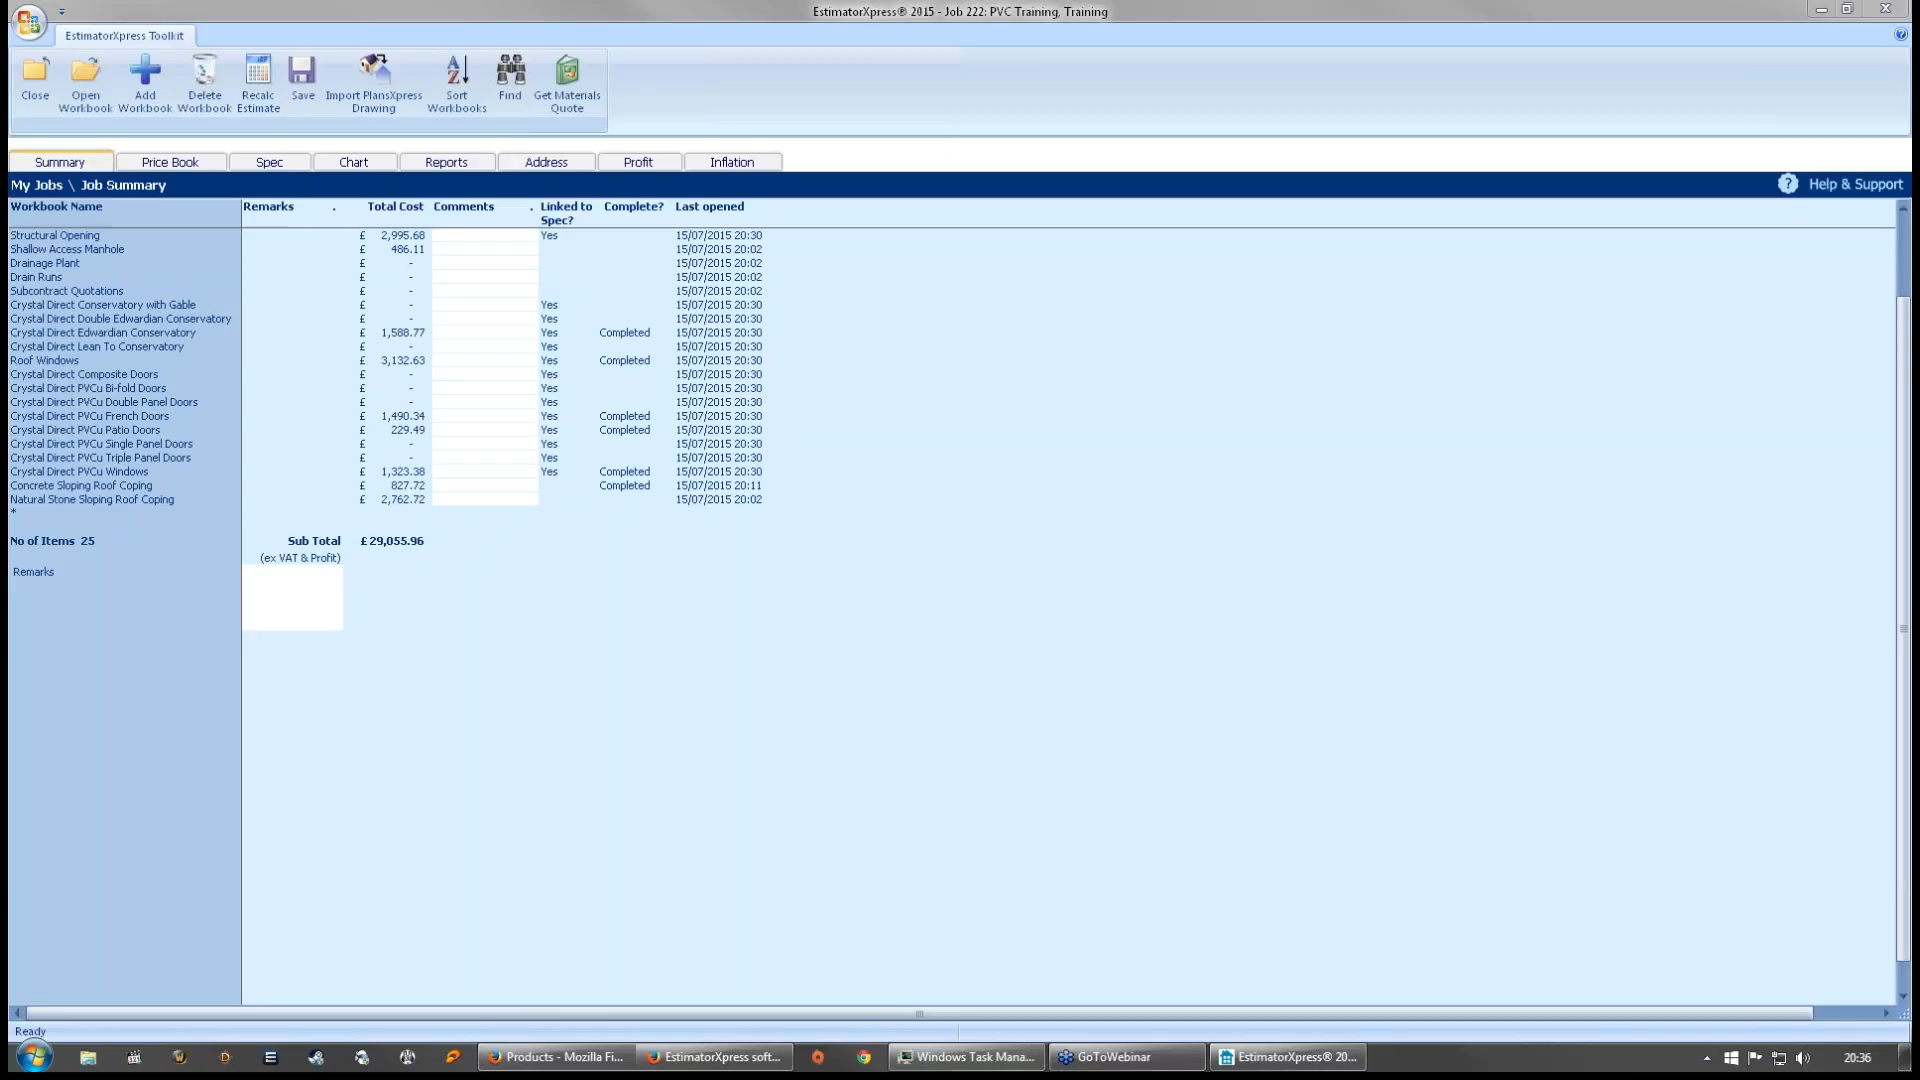 EstimatorXpress® 2015 - Job 222: PVC Training, Training
EstimatorXpress Toolkit
Close
Open Workbook
Add Workbook
Delete Workbook
Recalc Estimate
Save
Import PlansXpress Drawing
Sort Workbooks
Find
Get Materials Quote
Summary Price Book Spec Chart Reports Address Profit Inflation
My Jobs \ Job Summary ? Help & Support
Workbook Name Remarks . Total Cost Comments . Linked to Spec? Complete? Last opened
Structural Opening £ 2,995.68 Yes 15/07/2015 20:30
Shallow Access Manhole £ 486.11 15/07/2015 20:02
Drainage Plant £ - 15/07/2015 20:02
Drain Runs £ - 15/07/2015 20:02
Subcontract Quotations £ - 15/07/2015 20:02
Crystal Direct Conservatory with Gable £ - Yes 15/07/2015 20:30
Crystal Direct Double Edwardian Conservatory £ - Yes 15/07/2015 20:30
Crystal Direct Edwardian Conservatory £ 1,588.77 Yes Completed 15/07/2015 20:30
Crystal Direct Lean To Conservatory £ - Yes 15/07/2015 20:30
Roof Windows £ 3,132.63 Yes Completed 15/07/2015 20:30
Crystal Direct Composite Doors £ - Yes 15/07/2015 20:30
Crystal Direct PVCu Bi-fold Doors £ - Yes 15/07/2015 20:30
Crystal Direct PVCu Double Panel Doors £ - Yes 15/07/2015 20:30
Crystal Direct PVCu French Doors £ 1,490.34 Yes Completed 15/07/2015 20:30
Crystal Direct PVCu Patio Doors £ 229.49 Yes Completed 15/07/2015 20:30
Crystal Direct PVCu Single Panel Doors £ - Yes 15/07/2015 20:30
Crystal Direct PVCu Triple Panel Doors £ - Yes 15/07/2015 20:30
Crystal Direct PVCu Windows £ 1,323.38 Yes Completed 15/07/2015 20:30
Concrete Sloping Roof Coping £ 827.72 Completed 15/07/2015 20:11
Natural Stone Sloping Roof Coping £ 2,762.72 15/07/2015 20:02
*
No of Items 25 Sub Total £ 29,055.96
(ex VAT & Profit)
Remarks
Ready
Products - Mozilla Fi... EstimatorXpress soft... Windows Task Mana... GoToWebinar EstimatorXpress® 20... 20:36